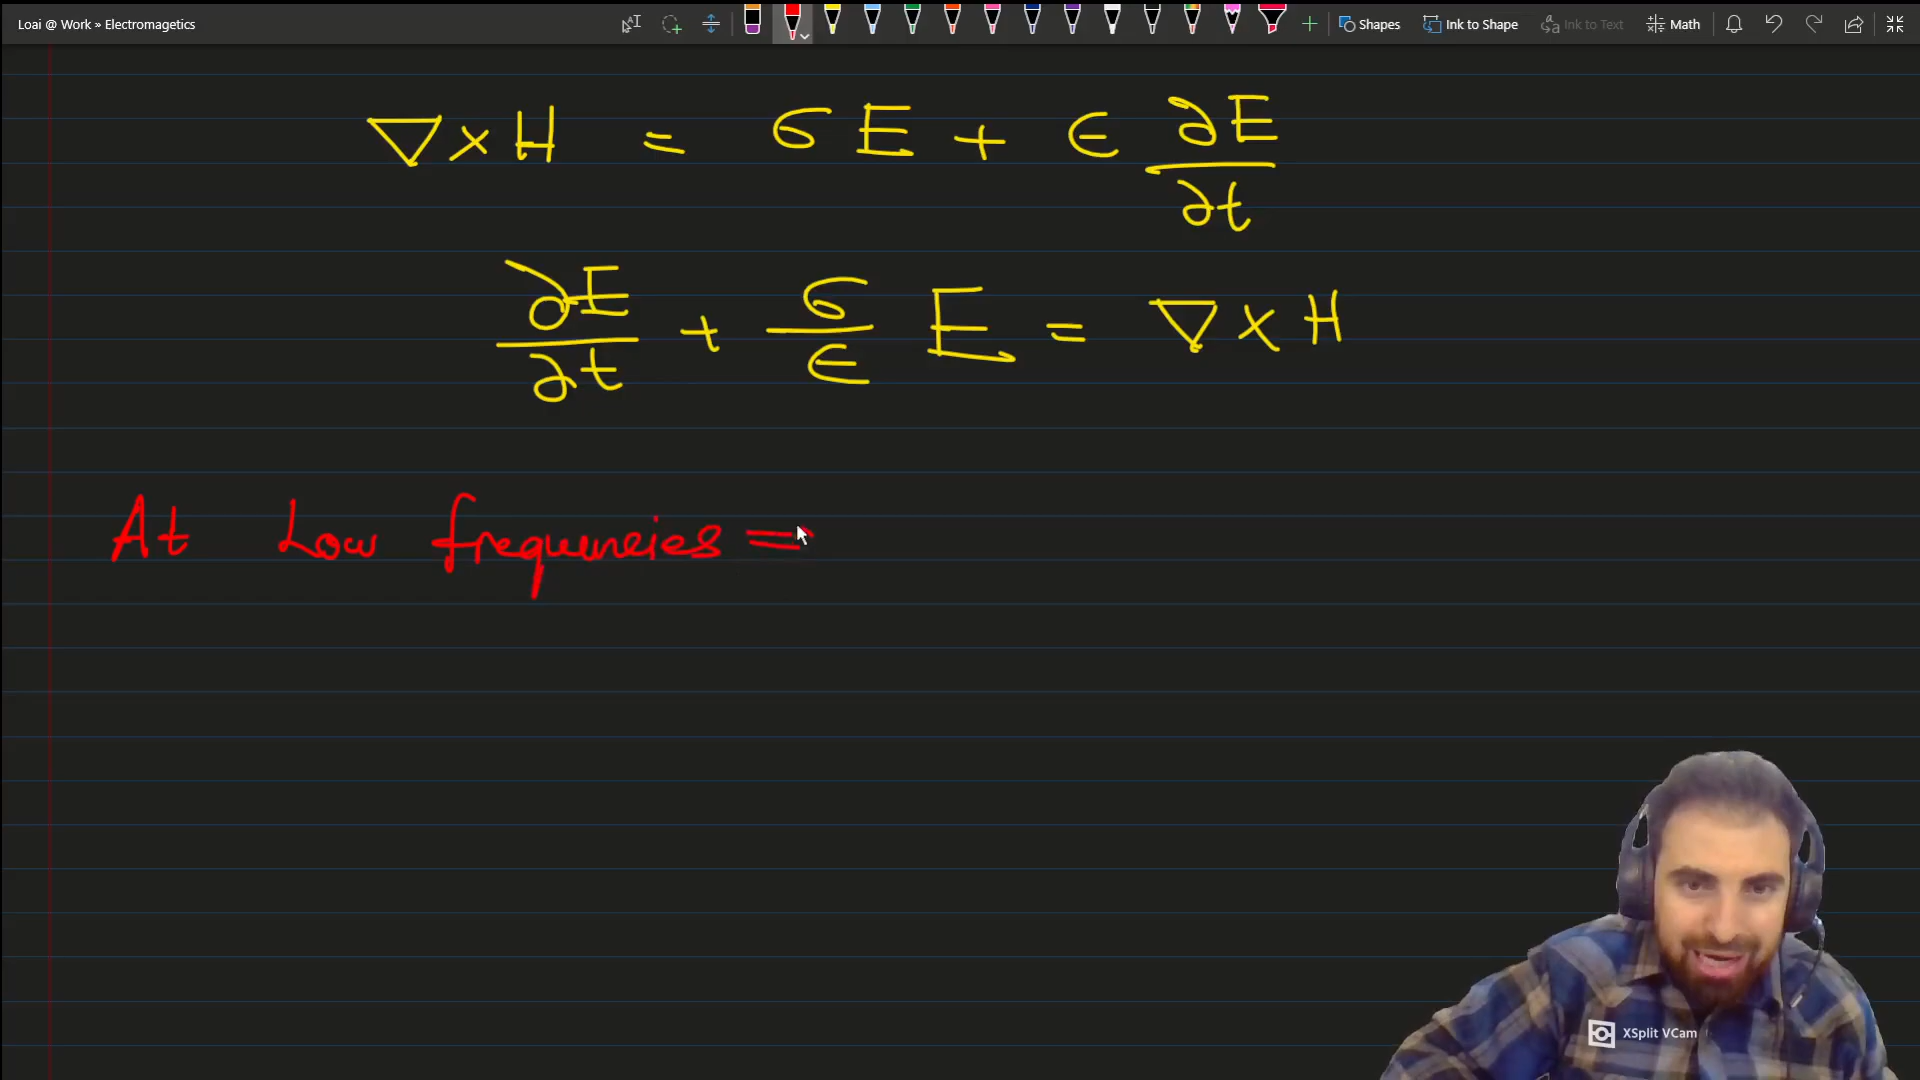 Loai @ Work » Electromagetics
Shapes Ink to Shape Ink to Text Math
∇ x H = σ E + ϵ ∂E/∂t
∂E/∂t + σ/ϵ E = ∇ x H
At Low frequencies =
XSplit VCam